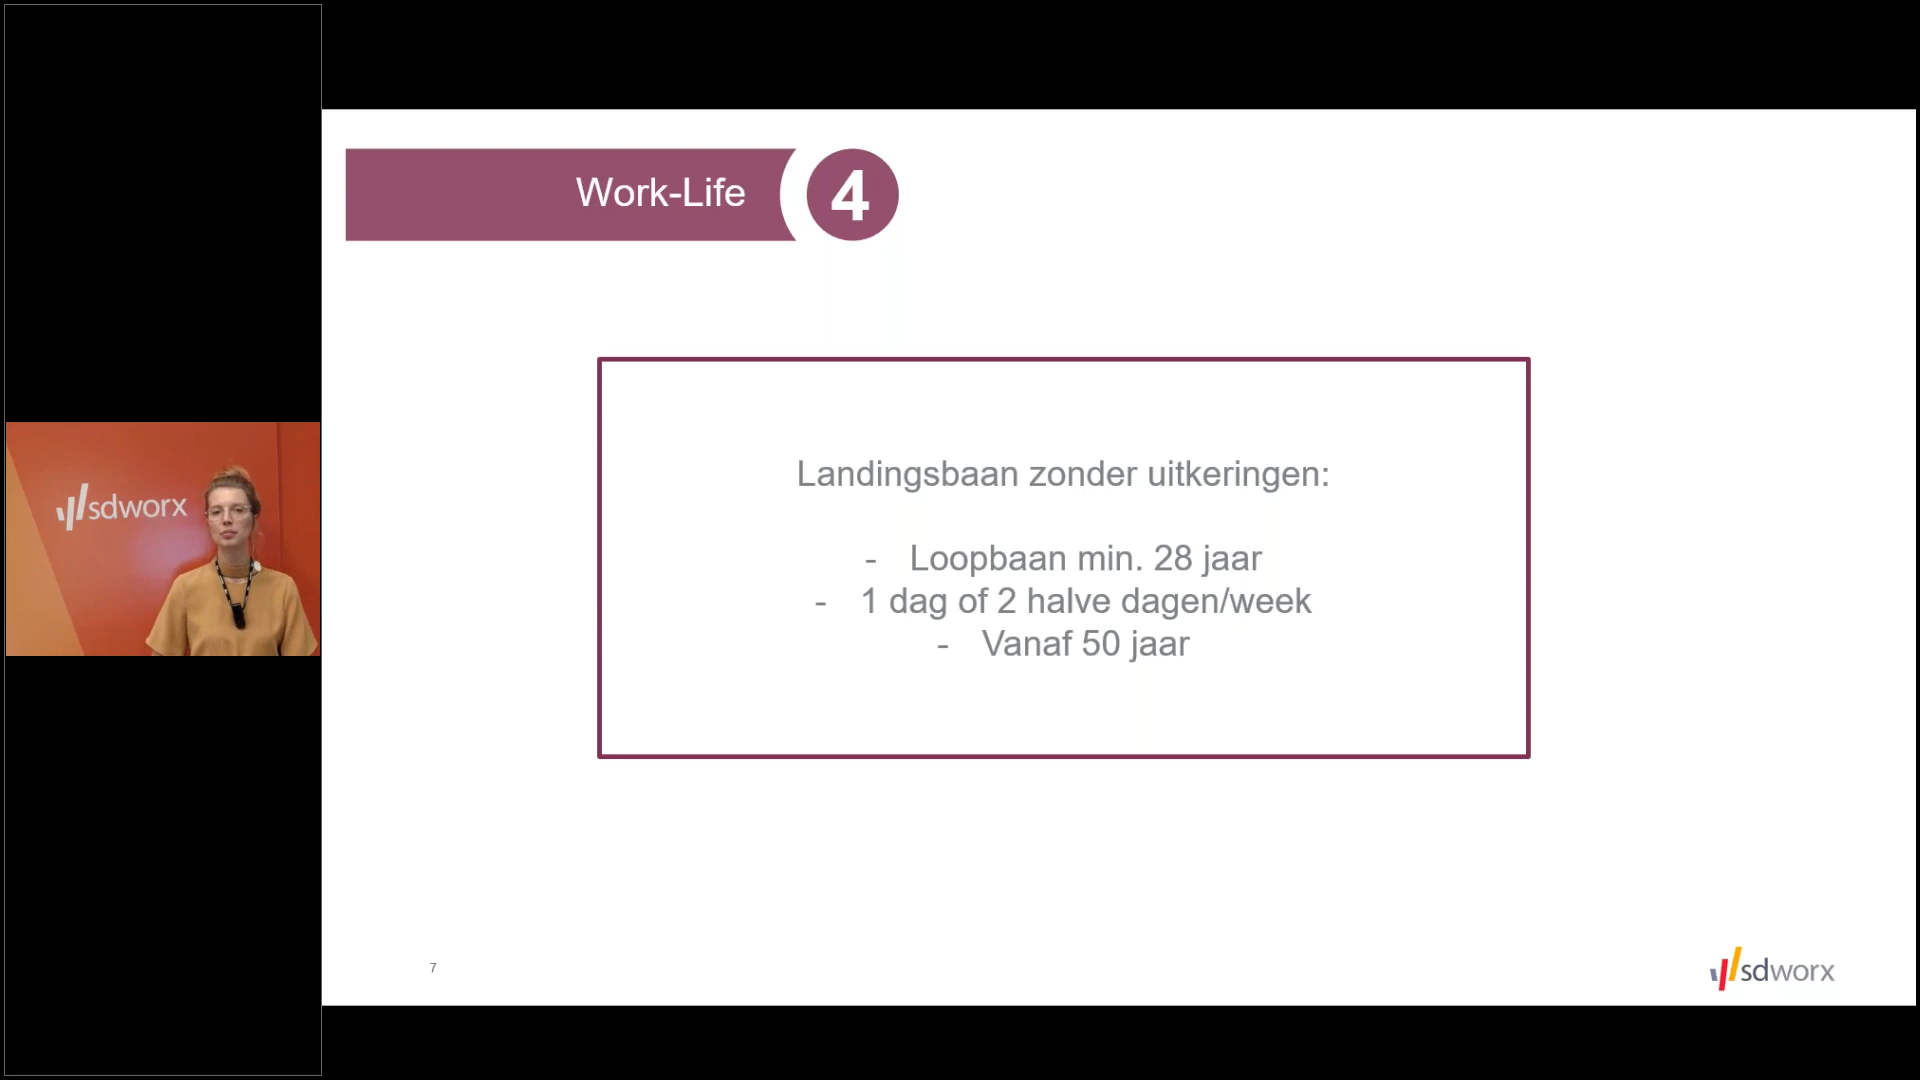 Work-Life
4
sdworx
Landingsbaan zonder uitkeringen:
- Loopbaan min. 28 jaar
- 1 dag of 2 halve dagen/week
- Vanaf 50 jaar
7
sdworx